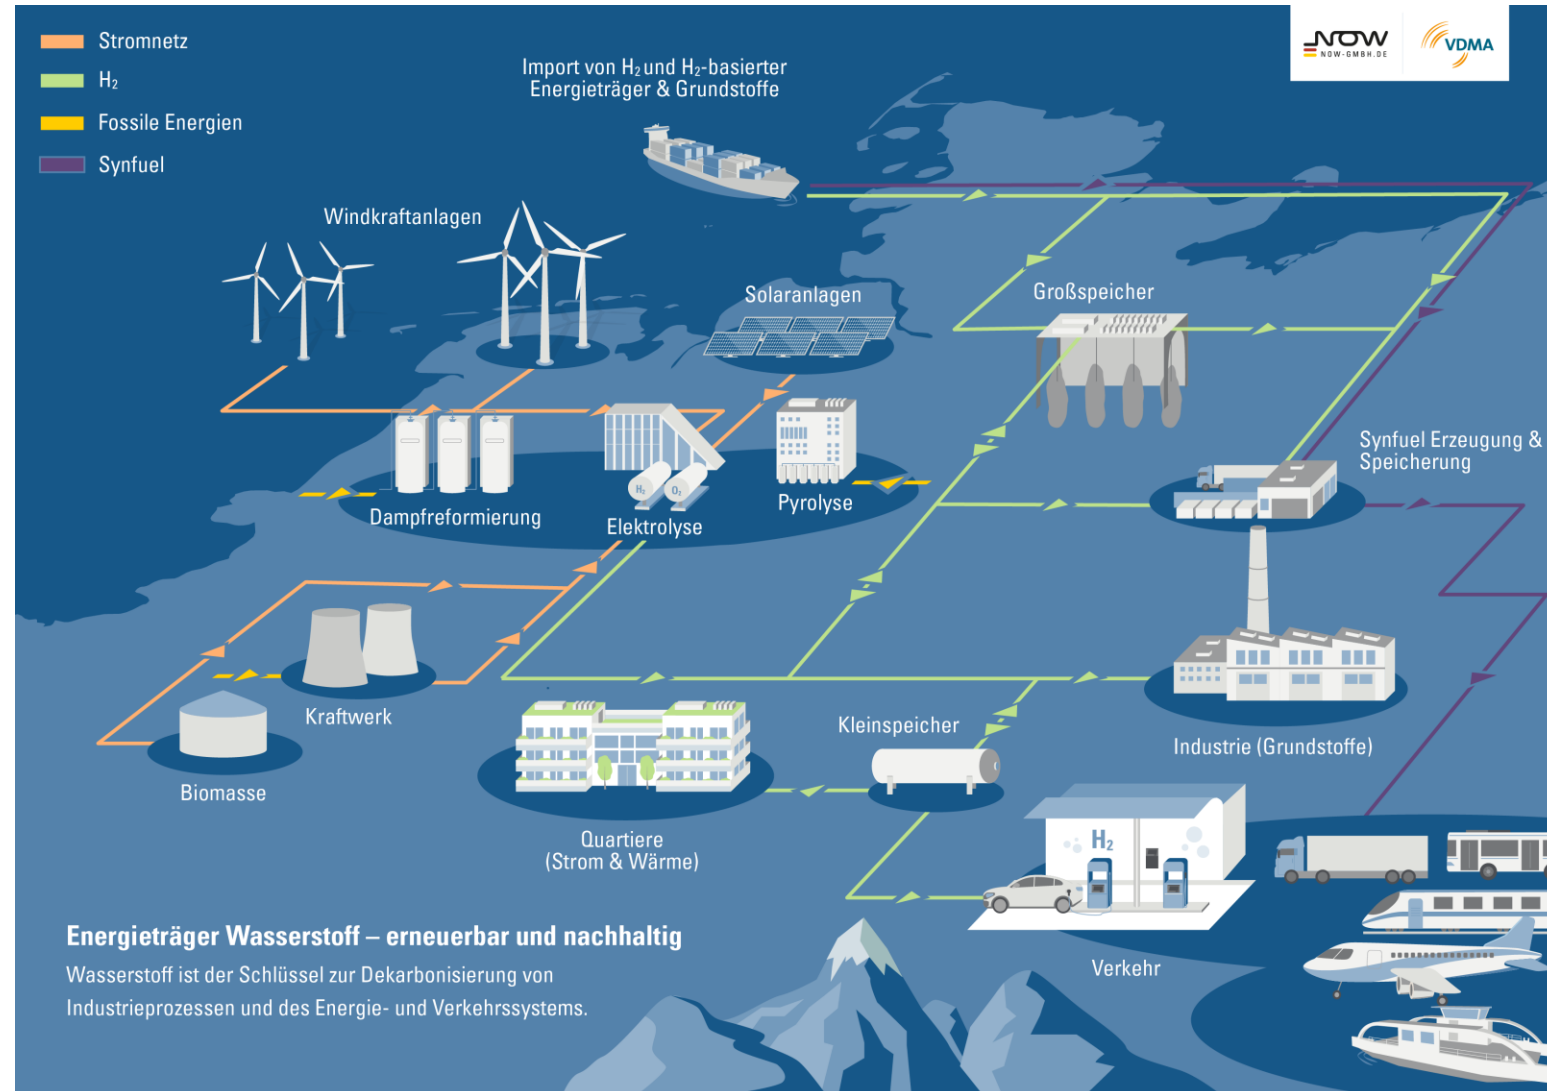 Stromnetz
H₂
Fossile Energien
Synfuel
NOW
NOW-GMBH.DE
VDMA
Import von H₂ und H₂-basierter
Energieträger & Grundstoffe
Windkraftanlagen
Solaranlagen
Großspeicher
Synfuel Erzeugung &
Speicherung
Dampfreformierung
H₂
O₂
Elektrolyse
Pyrolyse
Kraftwerk
Biomasse
Quartiere
(Strom & Wärme)
Kleinspeicher
Industrie (Grundstoffe)
H₂
Verkehr
Energieträger Wasserstoff – erneuerbar und nachhaltig
Wasserstoff ist der Schlüssel zur Dekarbonisierung von
Industrieprozessen und des Energie- und Verkehrssystems.